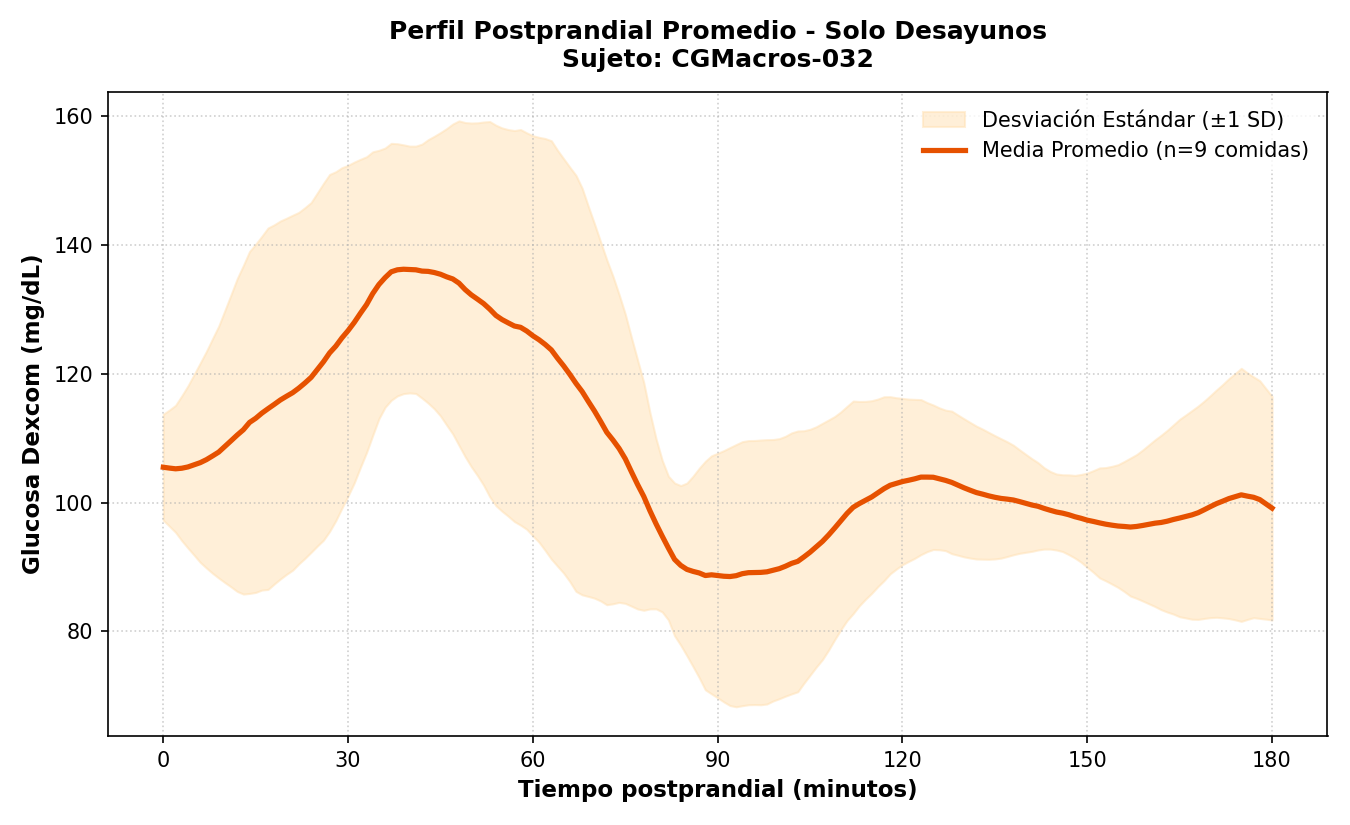 Perfil Postprandial Promedio - Solo Desayunos
Sujeto: CGMacros-032
Desviación Estándar (±1 SD)
Media Promedio (n=9 comidas)
Glucosa Dexcom (mg/dL)
160
140
120
100
80
0 30 60 90 120 150 180
Tiempo postprandial (minutos)